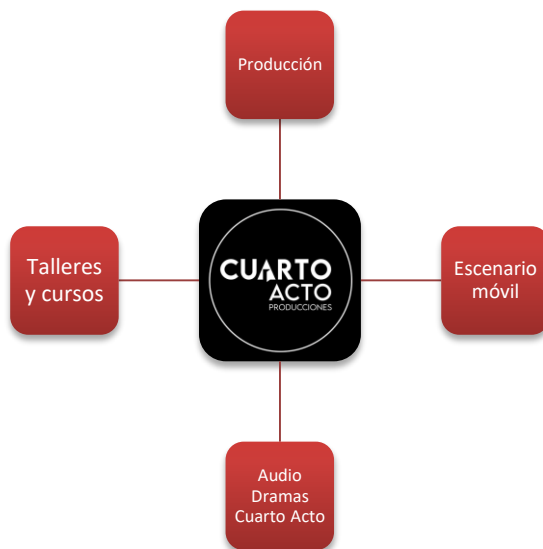 Producción
Talleres
y cursos
CUARTO
ACTO
PRODUCCIONES
Escenario
móvil
Audio
Dramas
Cuarto Acto